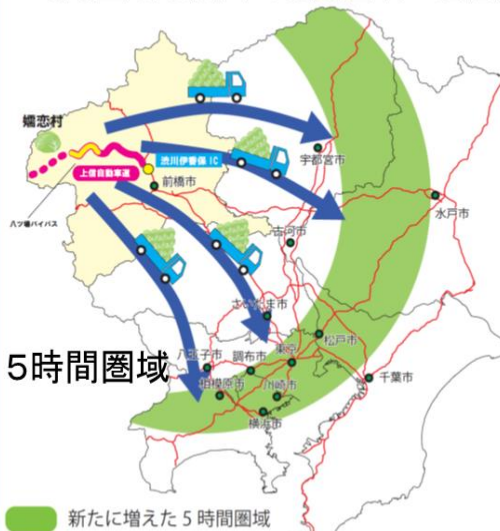 嬬恋村
渋川伊香保 IC
宇都宮市
上信自動車道
前橋市
八ツ場バイパス
水戸市
古河市
さいたま市
松戸市
東京
八王子市
調布市
5時間圏域
千葉市
相模原市
川崎市
横浜市
新たに増えた 5 時間圏域